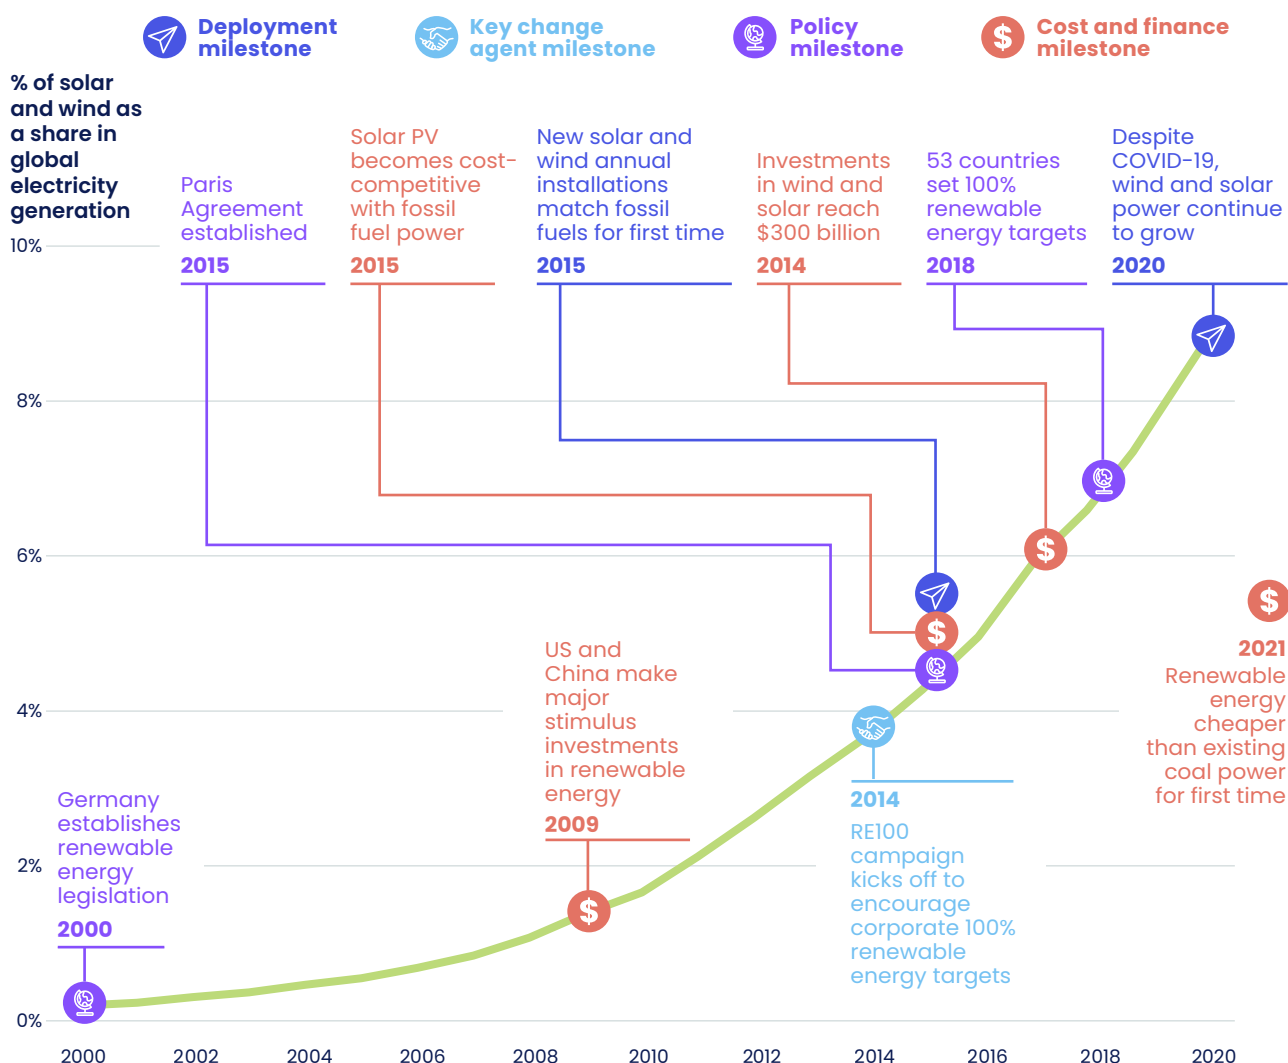 Deployment
milestone
Key change
agent milestone
Policy
milestone
Cost and finance
milestone
% of solar
and wind as
a share in
global
electricity
generation
Paris
Agreement
established
2015
Solar PV
becomes cost-
competitive
with fossil
fuel power
2015
New solar and
wind annual
installations
match fossil
fuels for first time
2015
Investments
in wind and
solar reach
$300 billion
2014
53 countries
set 100%
renewable
energy targets
2018
Despite
COVID-19,
wind and solar
power continue
to grow
2020
10%
8%
6%
4%
2%
0%
$
$
$
2021
Renewable
energy
cheaper
than existing
coal power
for first time
US and
China make
major
stimulus
investments
in renewable
energy
2009
$
2014
RE100
campaign
kicks off to
encourage
corporate 100%
renewable
energy targets
Germany
establishes
renewable
energy
legislation
2000
$
2000 2002 2004 2006 2008 2010 2012 2014 2016 2018 2020